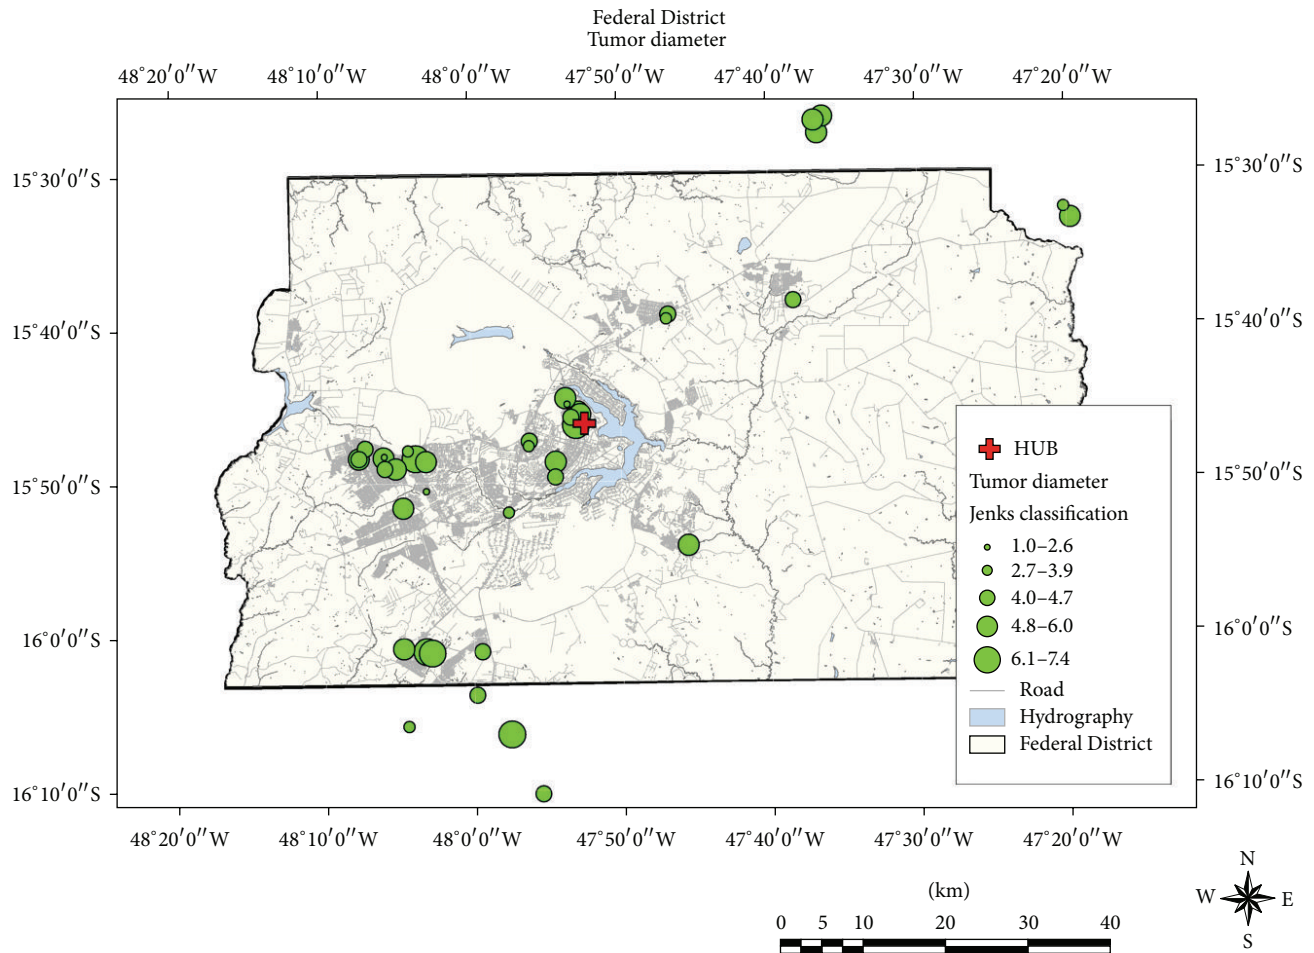 Federal District
Tumor diameter
48°20′0″W 48°10′0″W 48°0′0″W 47°50′0″W 47°40′0″W 47°30′0″W 47°20′0″W
15°30′0″S 15°30′0″S
15°40′0″S 15°40′0″S
15°50′0″S 15°50′0″S
16°0′0″S 16°0′0″S
16°10′0″S 16°10′0″S
HUB
Tumor diameter
Jenks classification
1.0–2.6
2.7–3.9
4.0–4.7
4.8–6.0
6.1–7.4
Road
Hydrography
Federal District
48°20′0″W 48°10′0″W 48°0′0″W 47°50′0″W 47°40′0″W 47°30′0″W 47°20′0″W
(km)
0 5 10 20 30 40
N
W E
S